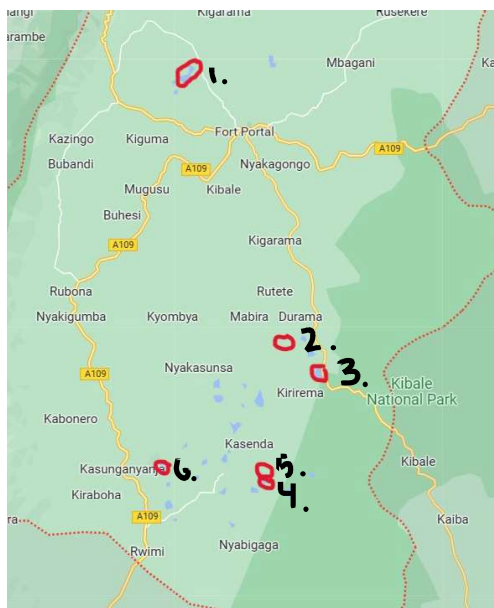 Kigarama
Rusekere
arambe
Mbagani
1.
Fort Portal
Kazingo
Kiguma
A109
Bubandi
A109
Nyakagongo
Mugusu
Kibale
Buhesi
A109
Kigarama
Rubona
Rutete
Nyakigumba
Kyombya
Mabira
Durama
2.
Nyakasunsa
A109
3.
Kibale
National Park
Kiririema
Kabonero
Kasenda
Kasunganyanja
6.
5.
Kibale
Kiraboha
4.
A109
Kaiba
Rwimi
Nyabigaga